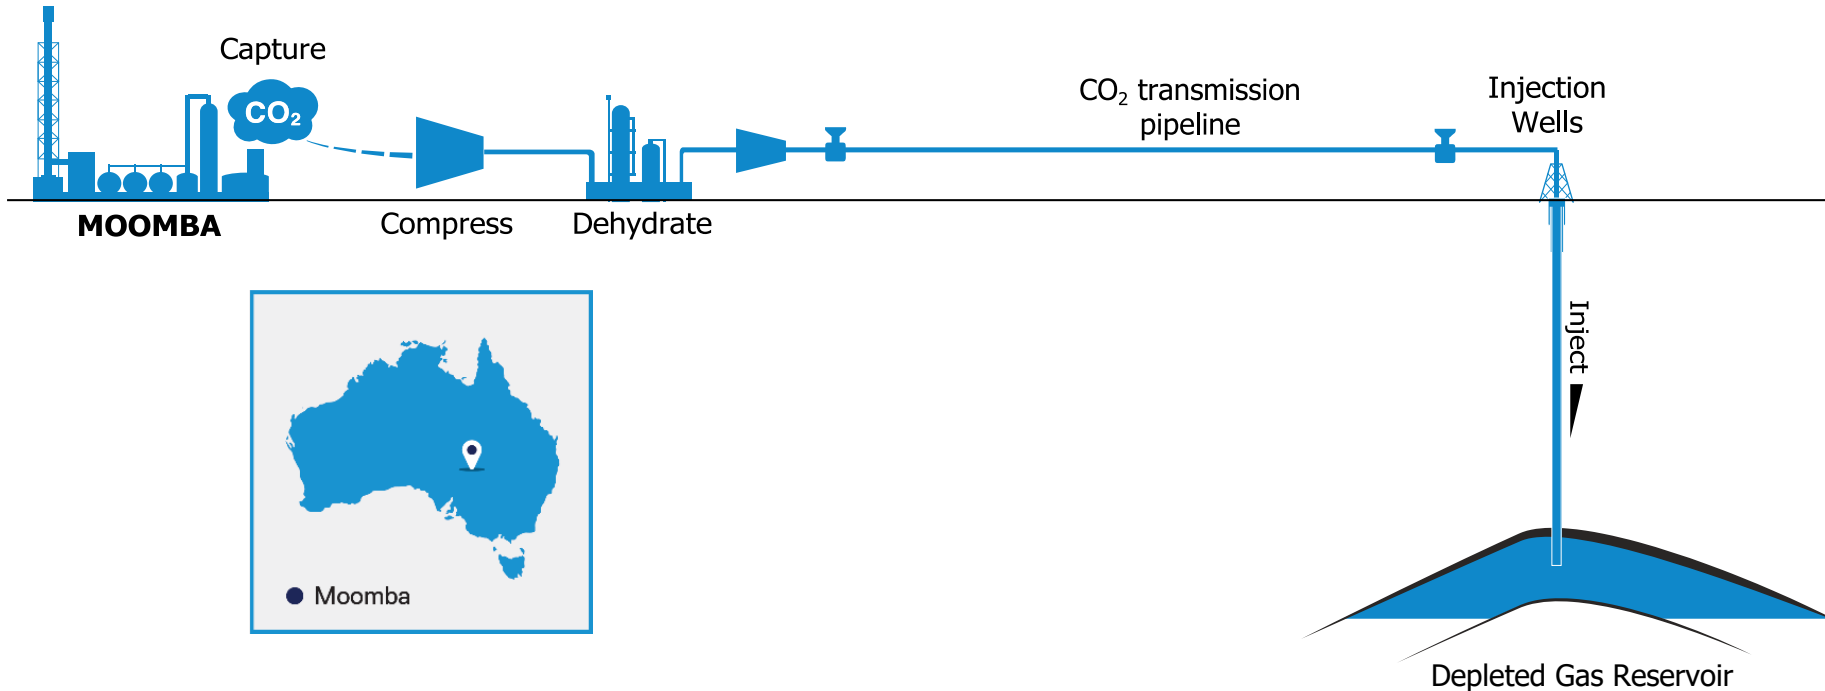 Capture
CO₂
CO₂ transmission
pipeline
Injection
Wells
MOOMBA
Compress
Dehydrate
Inject
Moomba
Depleted Gas Reservoir